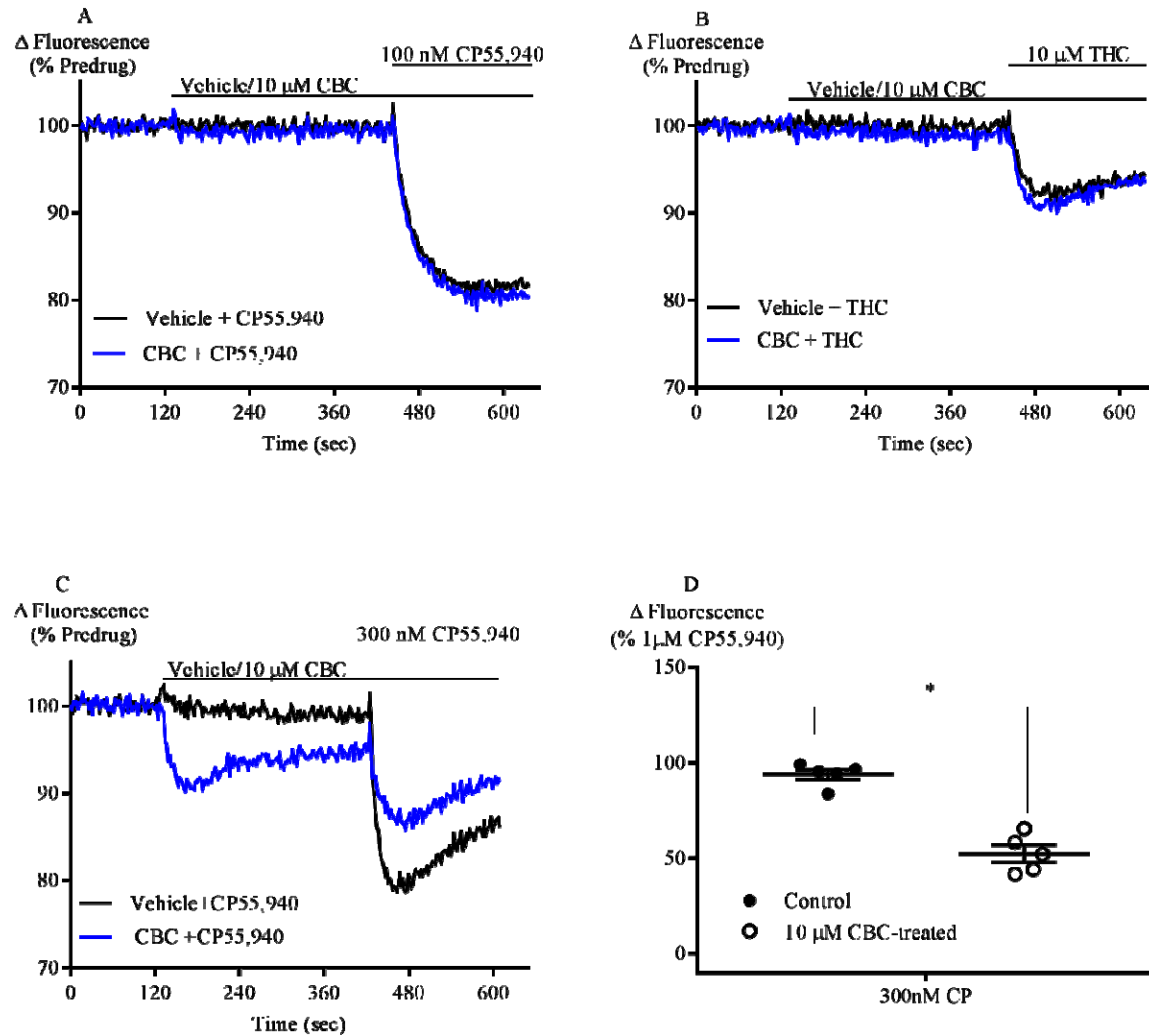 A
Δ Fluorescence
(% Predrug)
100 nM CP55,940
Vehicle/10 μM CBC
100
90
80
70
Vehicle + CP55,940
CBC + CP55,940
0 120 240 360 480 600
Time (sec)
B
Δ Fluorescence
(% Predrug)
10 μM THC
Vehicle/10 μM CBC
100
90
80
70
Vehicle – THC
CBC + THC
0 120 240 360 480 600
Time (sec)
C
Δ Fluorescence
(% Predrug)
300 nM CP55,940
Vehicle/10 μM CBC
100
90
80
70
Vehicle+CP55,940
CBC +CP55,940
0 120 240 360 480 600
Time (sec)
D
Δ Fluorescence
(% 1μM CP55,940)
150
100
50
0
*
Control
10 μM CBC-treated
300nM CP